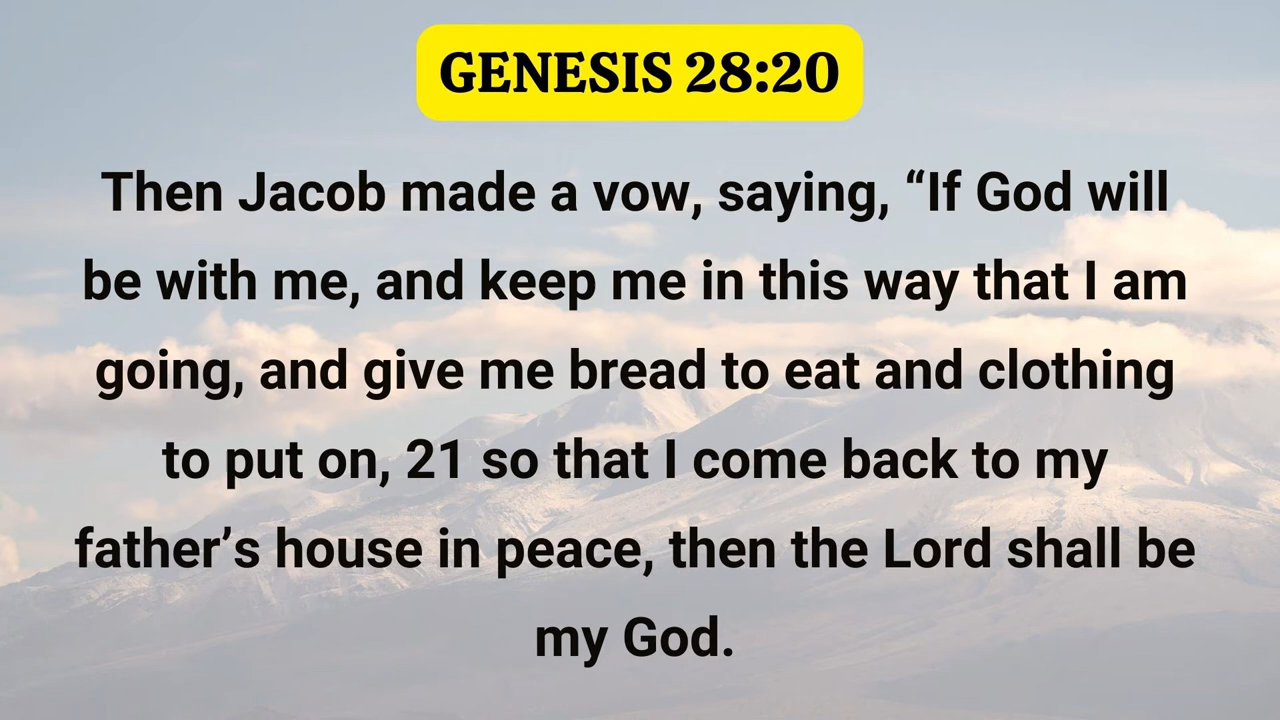 GENESIS 28:20
Then Jacob made a vow, saying, “If God will
be with me, and keep me in this way that I am
going, and give me bread to eat and clothing
to put on, 21 so that I come back to my
father’s house in peace, then the Lord shall be
my God.